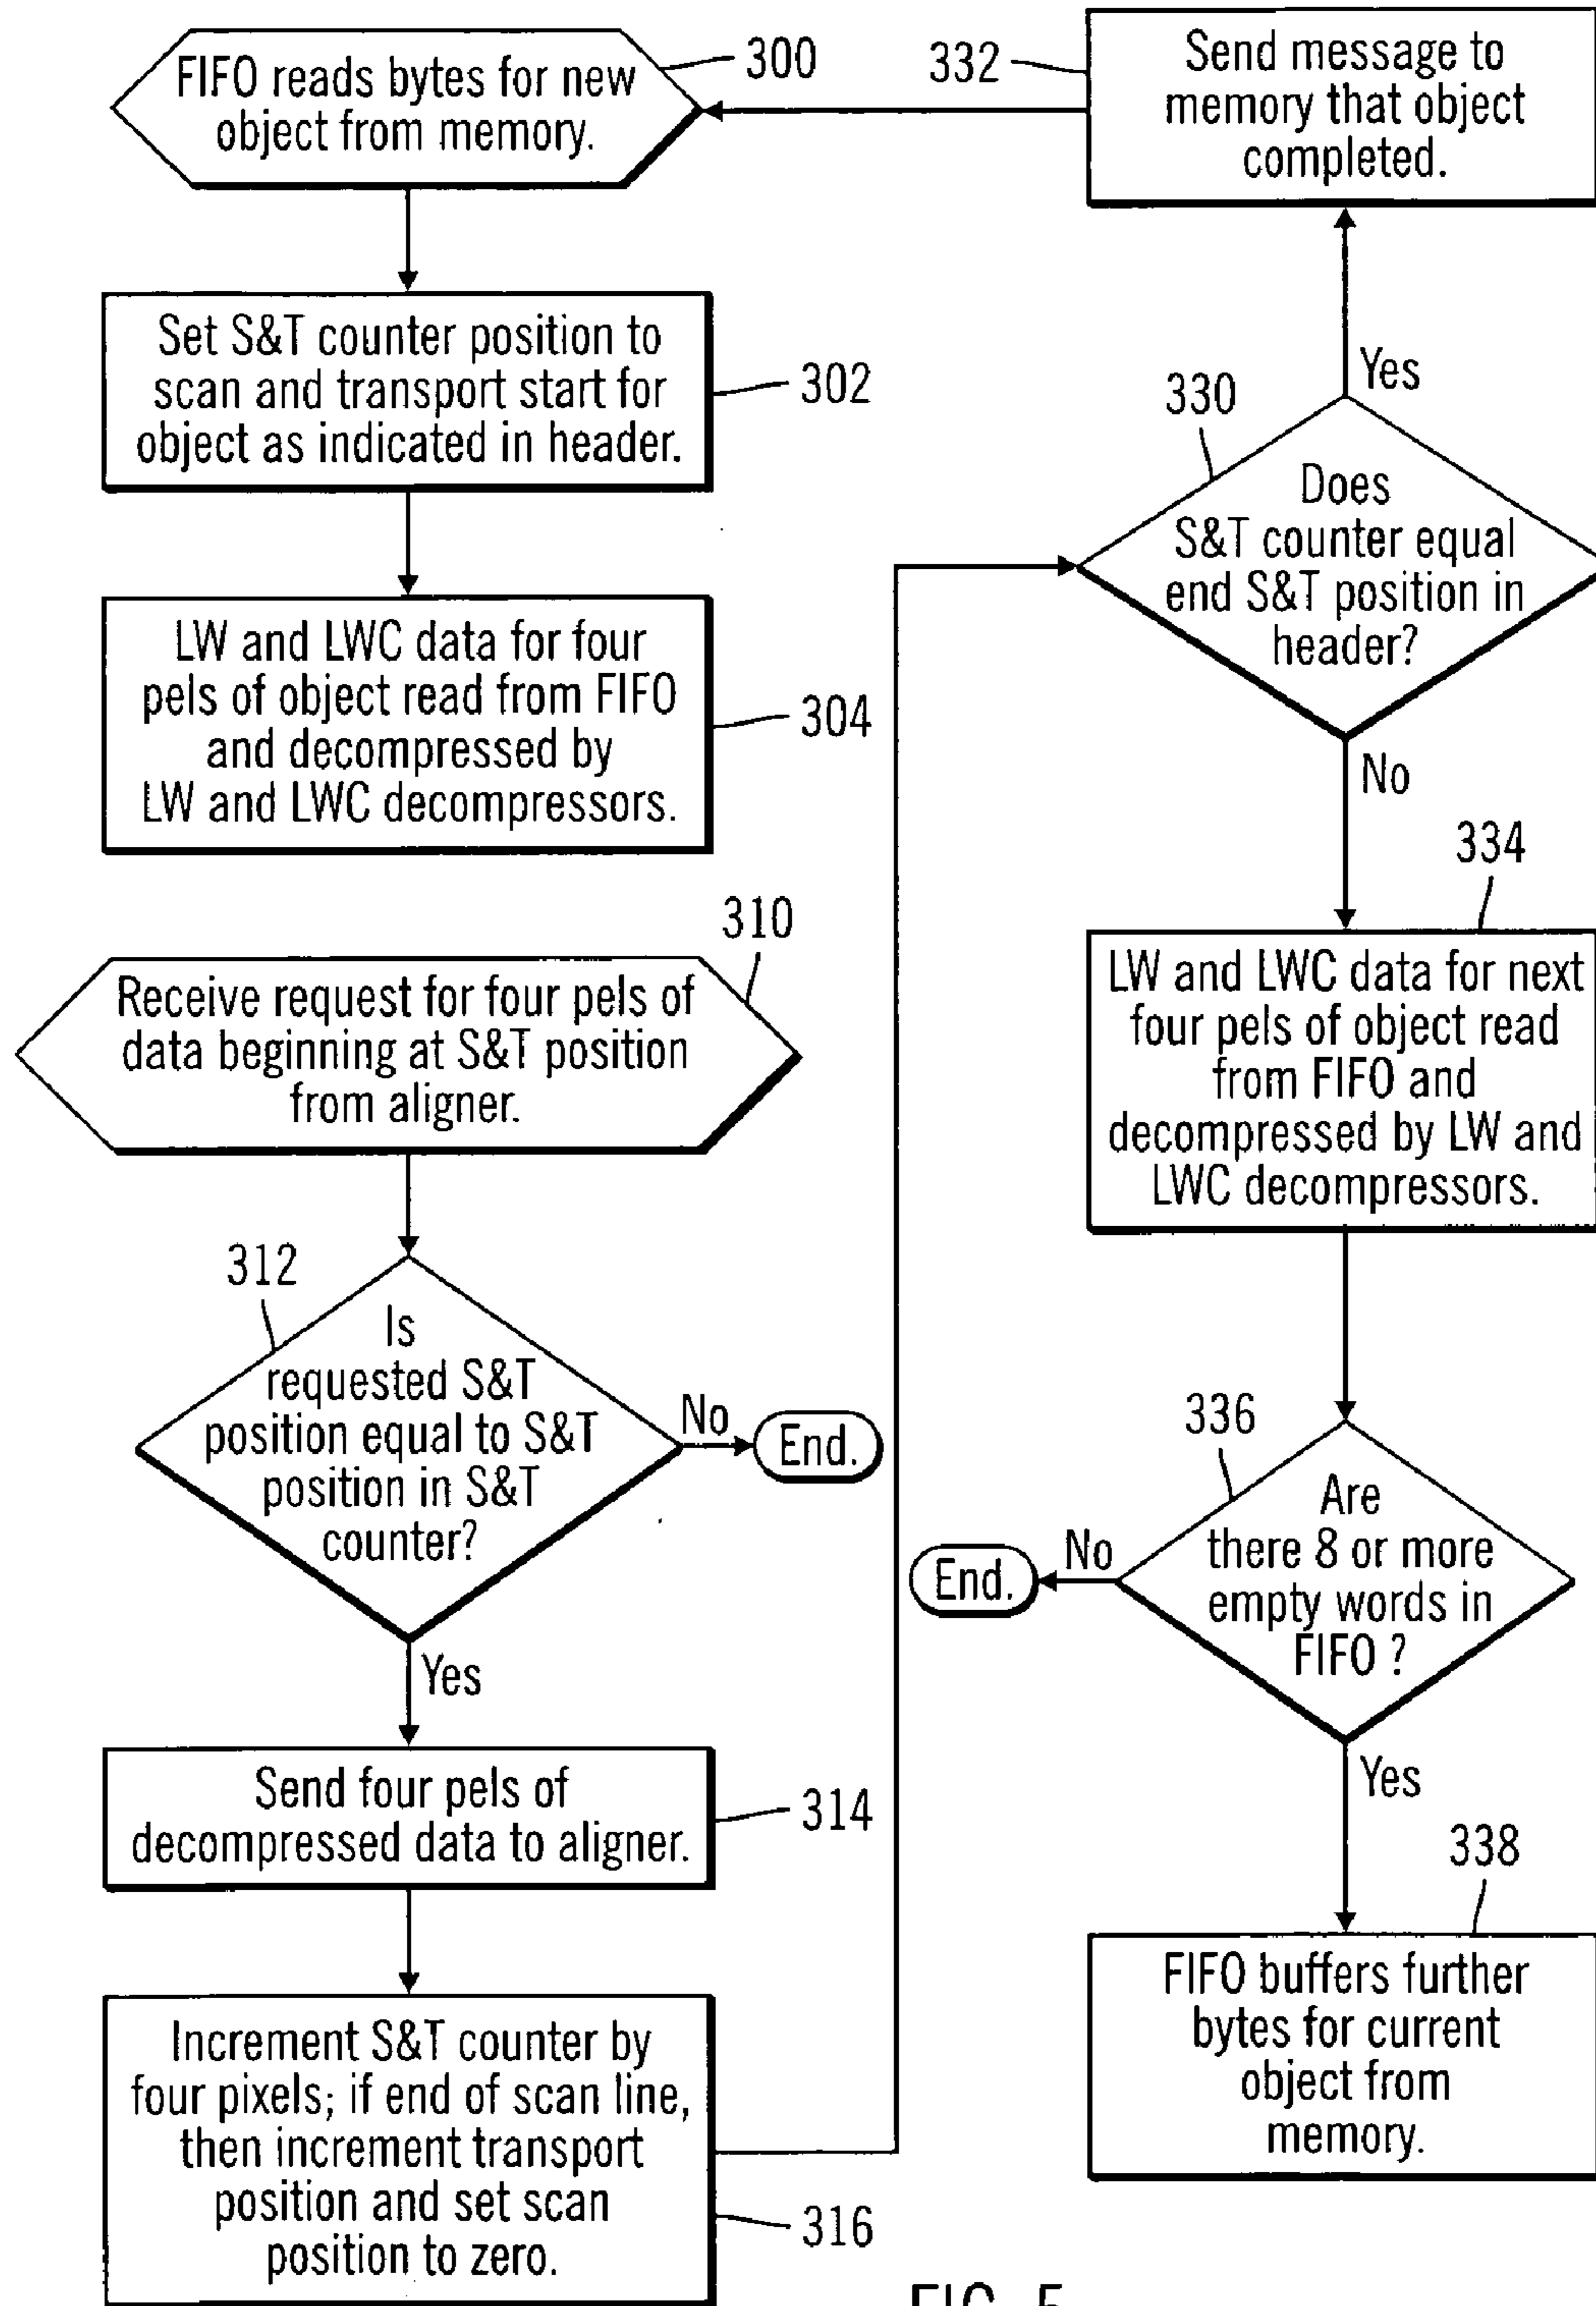 FIFO reads bytes for new
object from memory.
300
Set S&T counter position to
scan and transport start for
object as indicated in header.
302
LW and LWC data for four
pels of object read from FIFO
and decompressed by
LW and LWC decompressors.
304
310
Receive request for four pels of
data beginning at S&T position
from aligner.
312
Is
requested S&T
position equal to S&T
position in S&T
counter?
No
End.
Yes
Send four pels of
decompressed data to aligner.
314
Increment S&T counter by
four pixels; if end of scan line,
then increment transport
position and set scan
position to zero.
316
332
Send message to
memory that object
completed.
Yes
330
Does
S&T counter equal
end S&T position in
header?
No
334
LW and LWC data for next
four pels of object read
from FIFO and
decompressed by LW and
LWC decompressors.
336
Are
there 8 or more
empty words in
FIFO ?
No
End.
Yes
338
FIFO buffers further
bytes for current
object from
memory.
FIG. 5